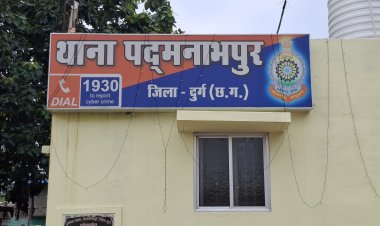 थाना पद्मनाभपुर
DIAL
1930
to report
cyber crime
जिला - दुर्ग (छ.ग.)